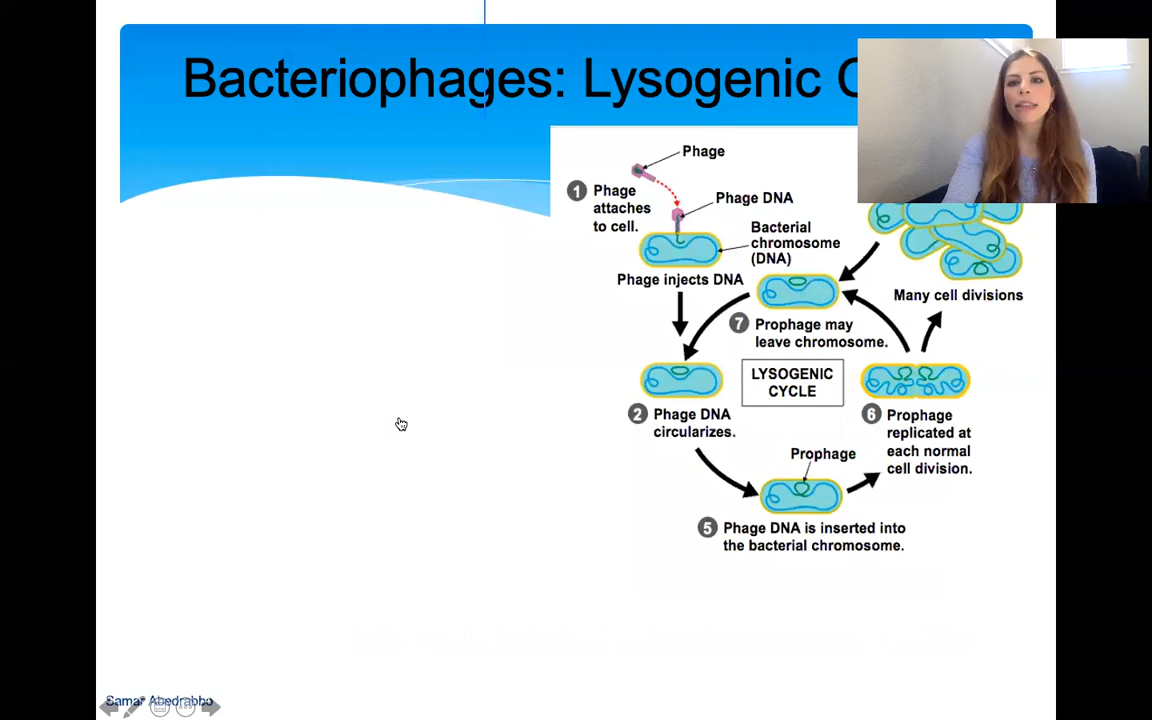 Bacteriophages: Lysogenic C
Phage
1 Phage
attaches
to cell.
Phage DNA
Bacterial
chromosome
(DNA)
Phage injects DNA
Many cell divisions
7 Prophage may
leave chromosome.
LYSOGENIC
CYCLE
2 Phage DNA
circularizes.
6 Prophage
replicated at
each normal
cell division.
Prophage
5 Phage DNA is inserted into
the bacterial chromosome.
Samar Abedrabbo